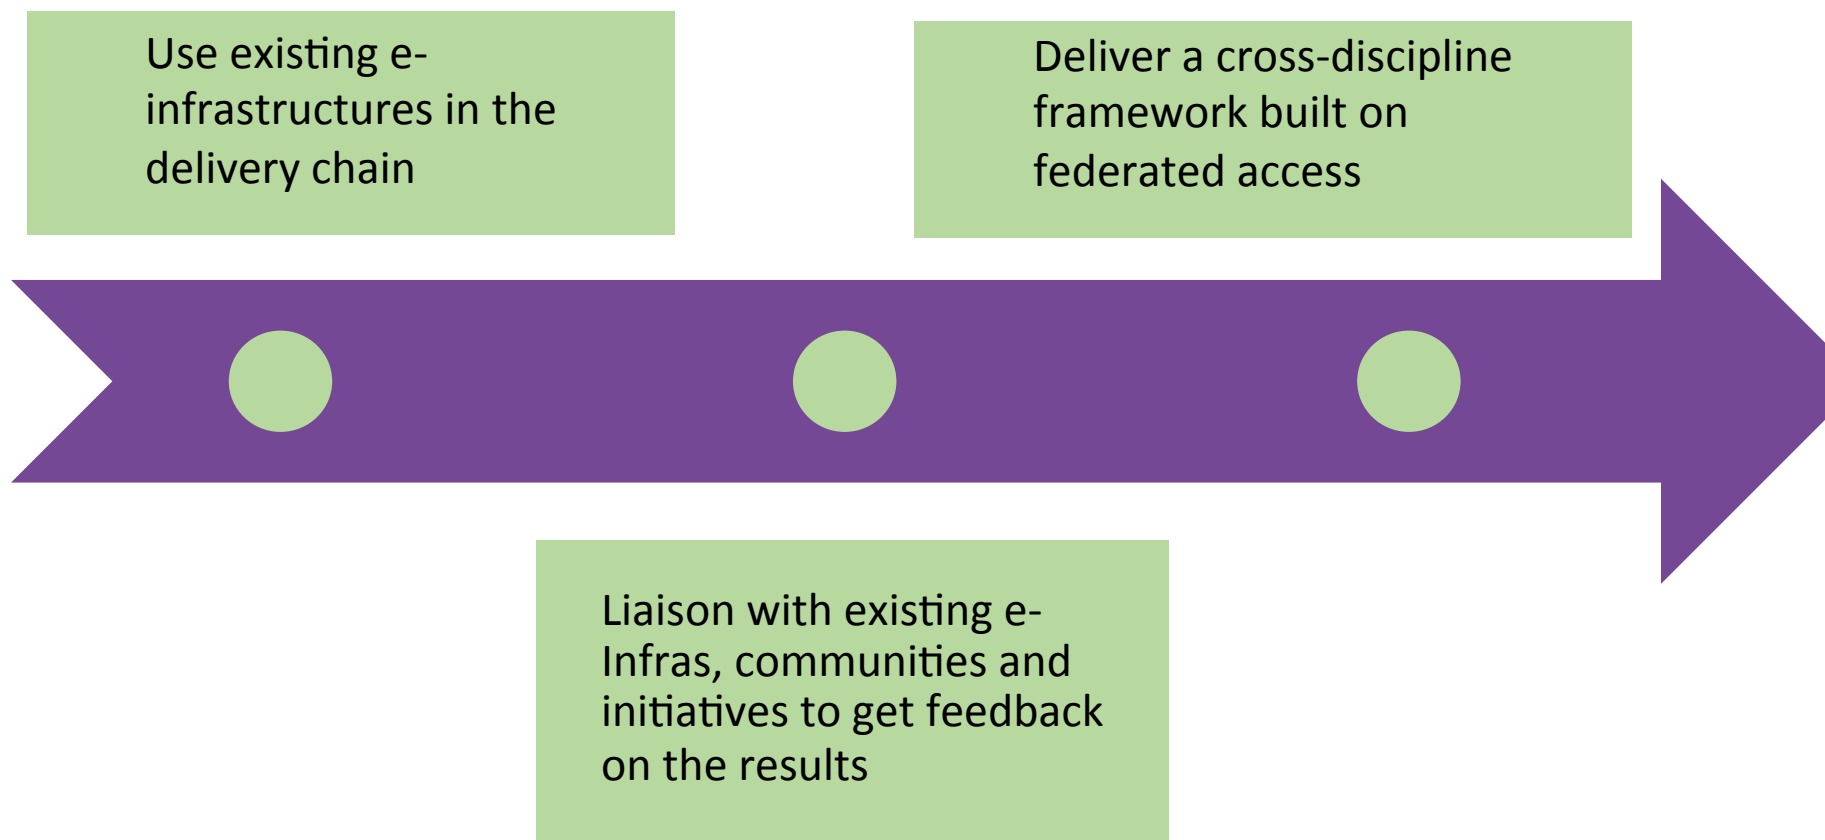 Use existing e-
infrastructures in the
delivery chain
Liaison with existing e-
Infras, communities and
initiatives to get feedback
on the results
Deliver a cross-discipline
framework built on
federated access